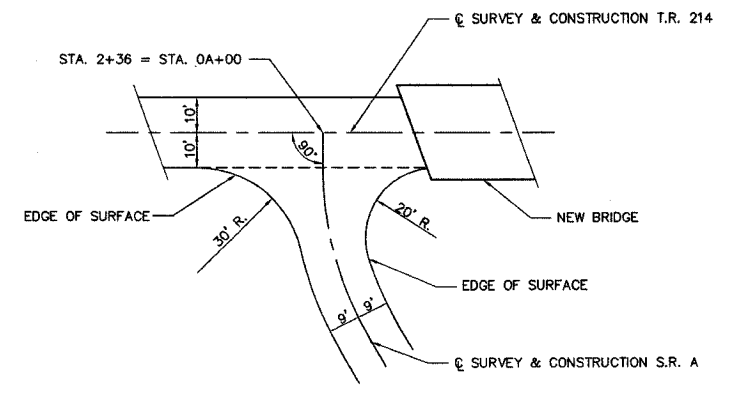 ℄ SURVEY & CONSTRUCTION T.R. 214
STA. 2+36 = STA. 0A+00
10'
10'
90°
EDGE OF SURFACE
30' R.
20' R.
NEW BRIDGE
EDGE OF SURFACE
9'
9'
℄ SURVEY & CONSTRUCTION S.R. A